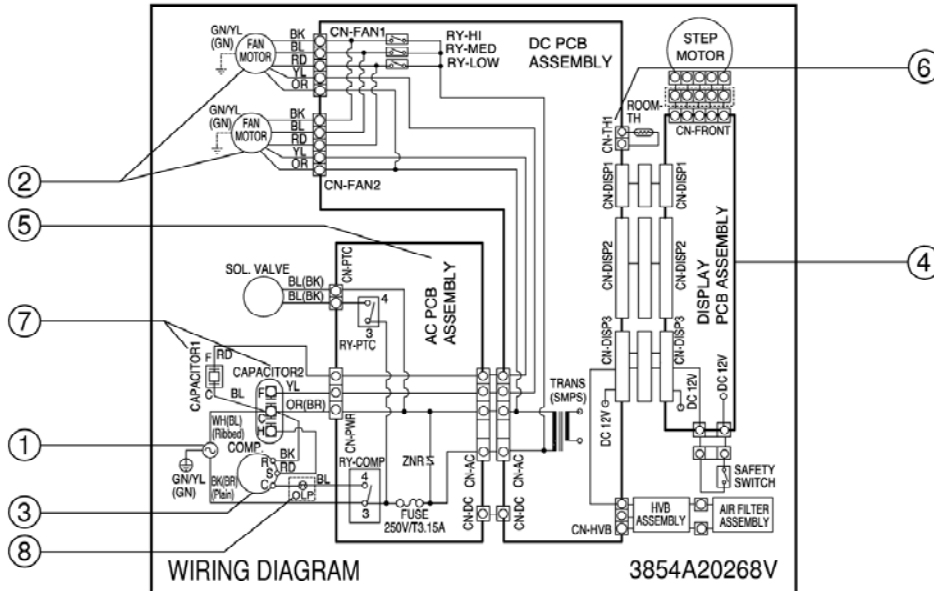 GN/YL
(GN)
FAN
MOTOR
BK
BL
RD
YL
OR
CN-FAN1
RY-HI
RY-MED
RY-LOW
DC PCB
ASSEMBLY
STEP
MOTOR
6
GN/YL
(GN)
FAN
MOTOR
BK
BL
RD
YL
OR
CN-FAN2
CN-TH1
ROOM-
TH
CN-FRONT
2
5
CN-DISP1
CN-DISP1
CN-DISP2
CN-DISP2
CN-DISP3
CN-DISP3
DISPLAY
PCB ASSEMBLY
4
SOL. VALVE
BL(BK)
BL(BK)
CN-PTC
4
3
RY-PTC
AC PCB
ASSEMBLY
7
CAPACITOR1
F
RD
C
BL
CAPACITOR2
F
C
H
YL
OR(BR)
CN-PWR
TRANS
(SMPS)
DC 12V
DC 12V
DC 12V
1
WH(BL)
(Ribbed)
GN/YL
(GN)
BK(BR)
(Plain)
COMP.
R
S
C
BK
RD
BL
OLP
RY-COMP
4
3
ZNR
FUSE
250V/T3.15A
CN-AC
CN-AC
CN-DC
CN-DC
SAFETY
SWITCH
HVB
ASSEMBLY
AIR FILTER
ASSEMBLY
CN-HVB
3
8
WIRING DIAGRAM
3854A20268V